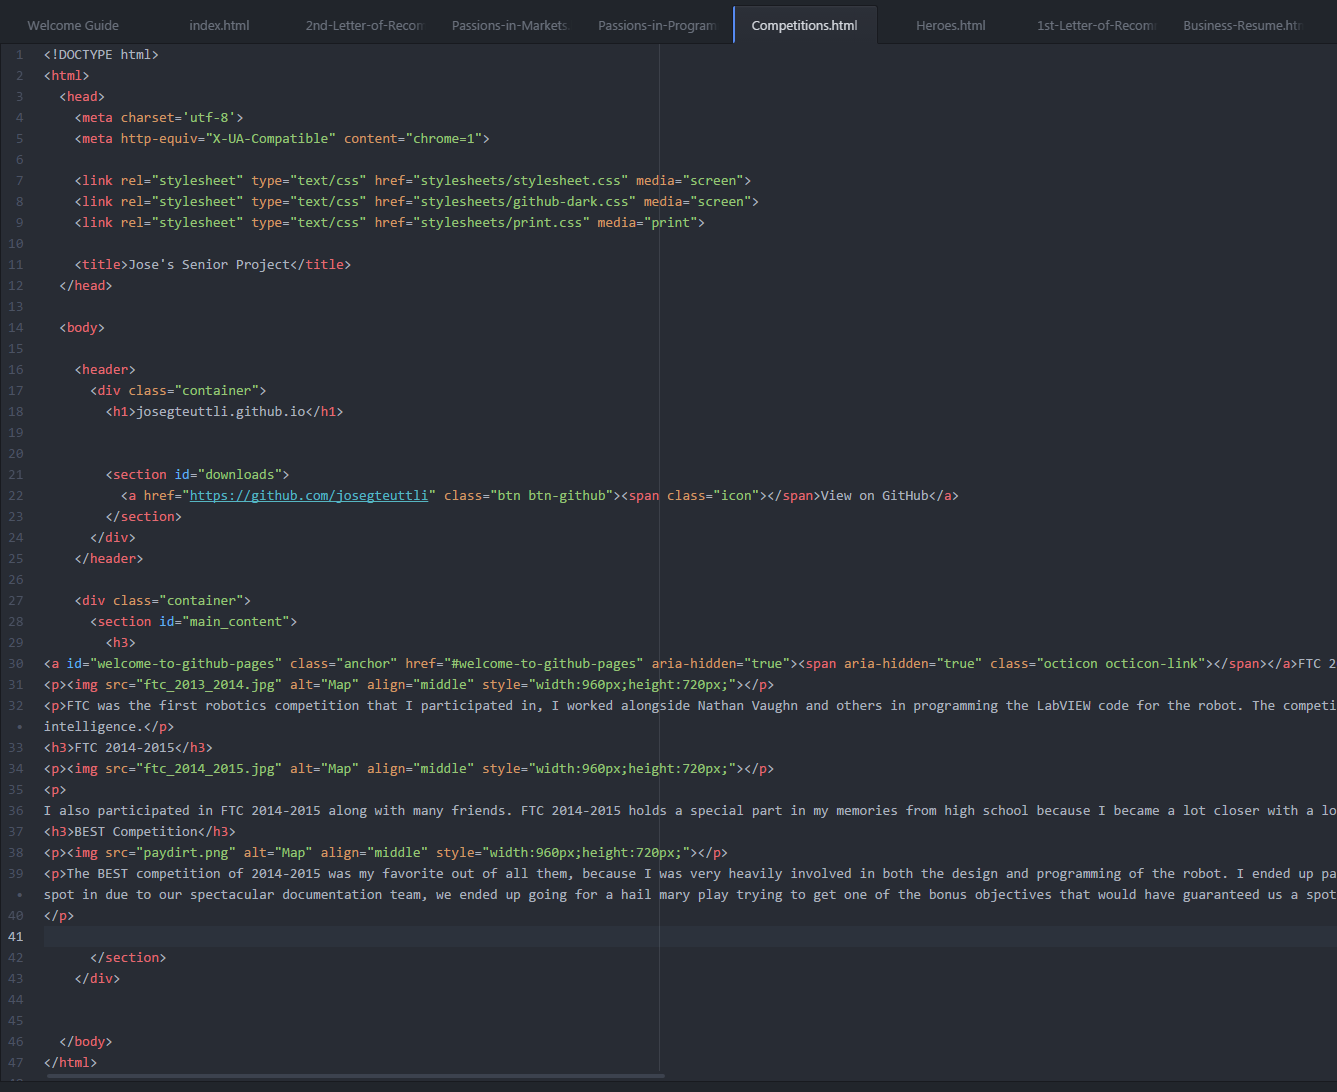 Welcome Guide index.html 2nd-Letter-of-Recom Passions-in-Markets. Passions-in-Program Competitions.html Heroes.html 1st-Letter-of-Recom Business-Resume.htm
1 <!DOCTYPE html>
2 <html>
3 <head>
4 <meta charset='utf-8'>
5 <meta http-equiv="X-UA-Compatible" content="chrome=1">
6
7 <link rel="stylesheet" type="text/css" href="stylesheets/stylesheet.css" media="screen">
8 <link rel="stylesheet" type="text/css" href="stylesheets/github-dark.css" media="screen">
9 <link rel="stylesheet" type="text/css" href="stylesheets/print.css" media="print">
10
11 <title>Jose's Senior Project</title>
12 </head>
13
14 <body>
15
16 <header>
17 <div class="container">
18 <h1>josegteuttli.github.io</h1>
19
20
21 <section id="downloads">
22 <a href="https://github.com/josegteuttli" class="btn btn-github"><span class="icon"></span>View on GitHub</a>
23 </section>
24 </div>
25 </header>
26
27 <div class="container">
28 <section id="main_content">
29 <h3>
30 <a id="welcome-to-github-pages" class="anchor" href="#welcome-to-github-pages" aria-hidden="true"><span aria-hidden="true" class="octicon octicon-link"></span></a>FTC 2
31 <p><img src="ftc_2013_2014.jpg" alt="Map" align="middle" style="width:960px;height:720px;"></p>
32 <p>FTC was the first robotics competition that I participated in, I worked alongside Nathan Vaughn and others in programming the LabVIEW code for the robot. The competi
• intelligence.</p>
33 <h3>FTC 2014-2015</h3>
34 <p><img src="ftc_2014_2015.jpg" alt="Map" align="middle" style="width:960px;height:720px;"></p>
35 <p>
36 I also participated in FTC 2014-2015 along with many friends. FTC 2014-2015 holds a special part in my memories from high school because I became a lot closer with a lo
37 <h3>BEST Competition</h3>
38 <p><img src="paydirt.png" alt="Map" align="middle" style="width:960px;height:720px;"></p>
39 <p>The BEST competition of 2014-2015 was my favorite out of all them, because I was very heavily involved in both the design and programming of the robot. I ended up pa
• spot in due to our spectacular documentation team, we ended up going for a hail mary play trying to get one of the bonus objectives that would have guaranteed us a spot
40 </p>
41
42 </section>
43 </div>
44
45
46 </body>
47 </html>